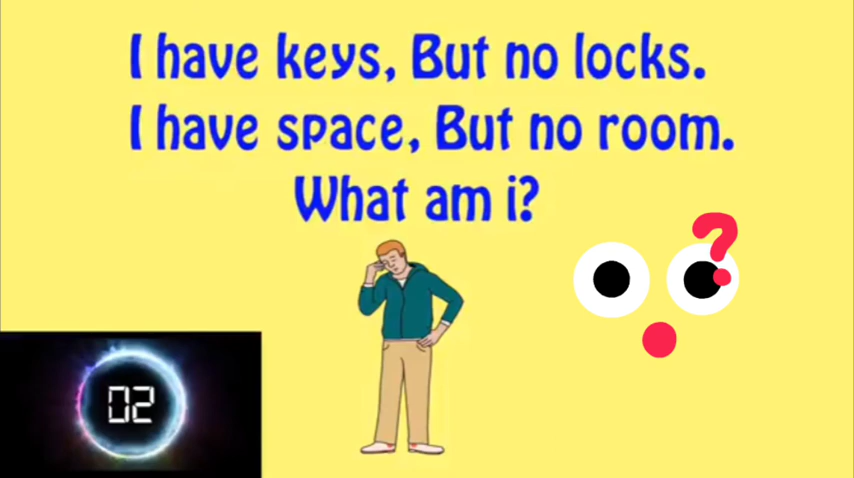 I have keys, But no locks.
I have space, But no room.
What am i?
?
02